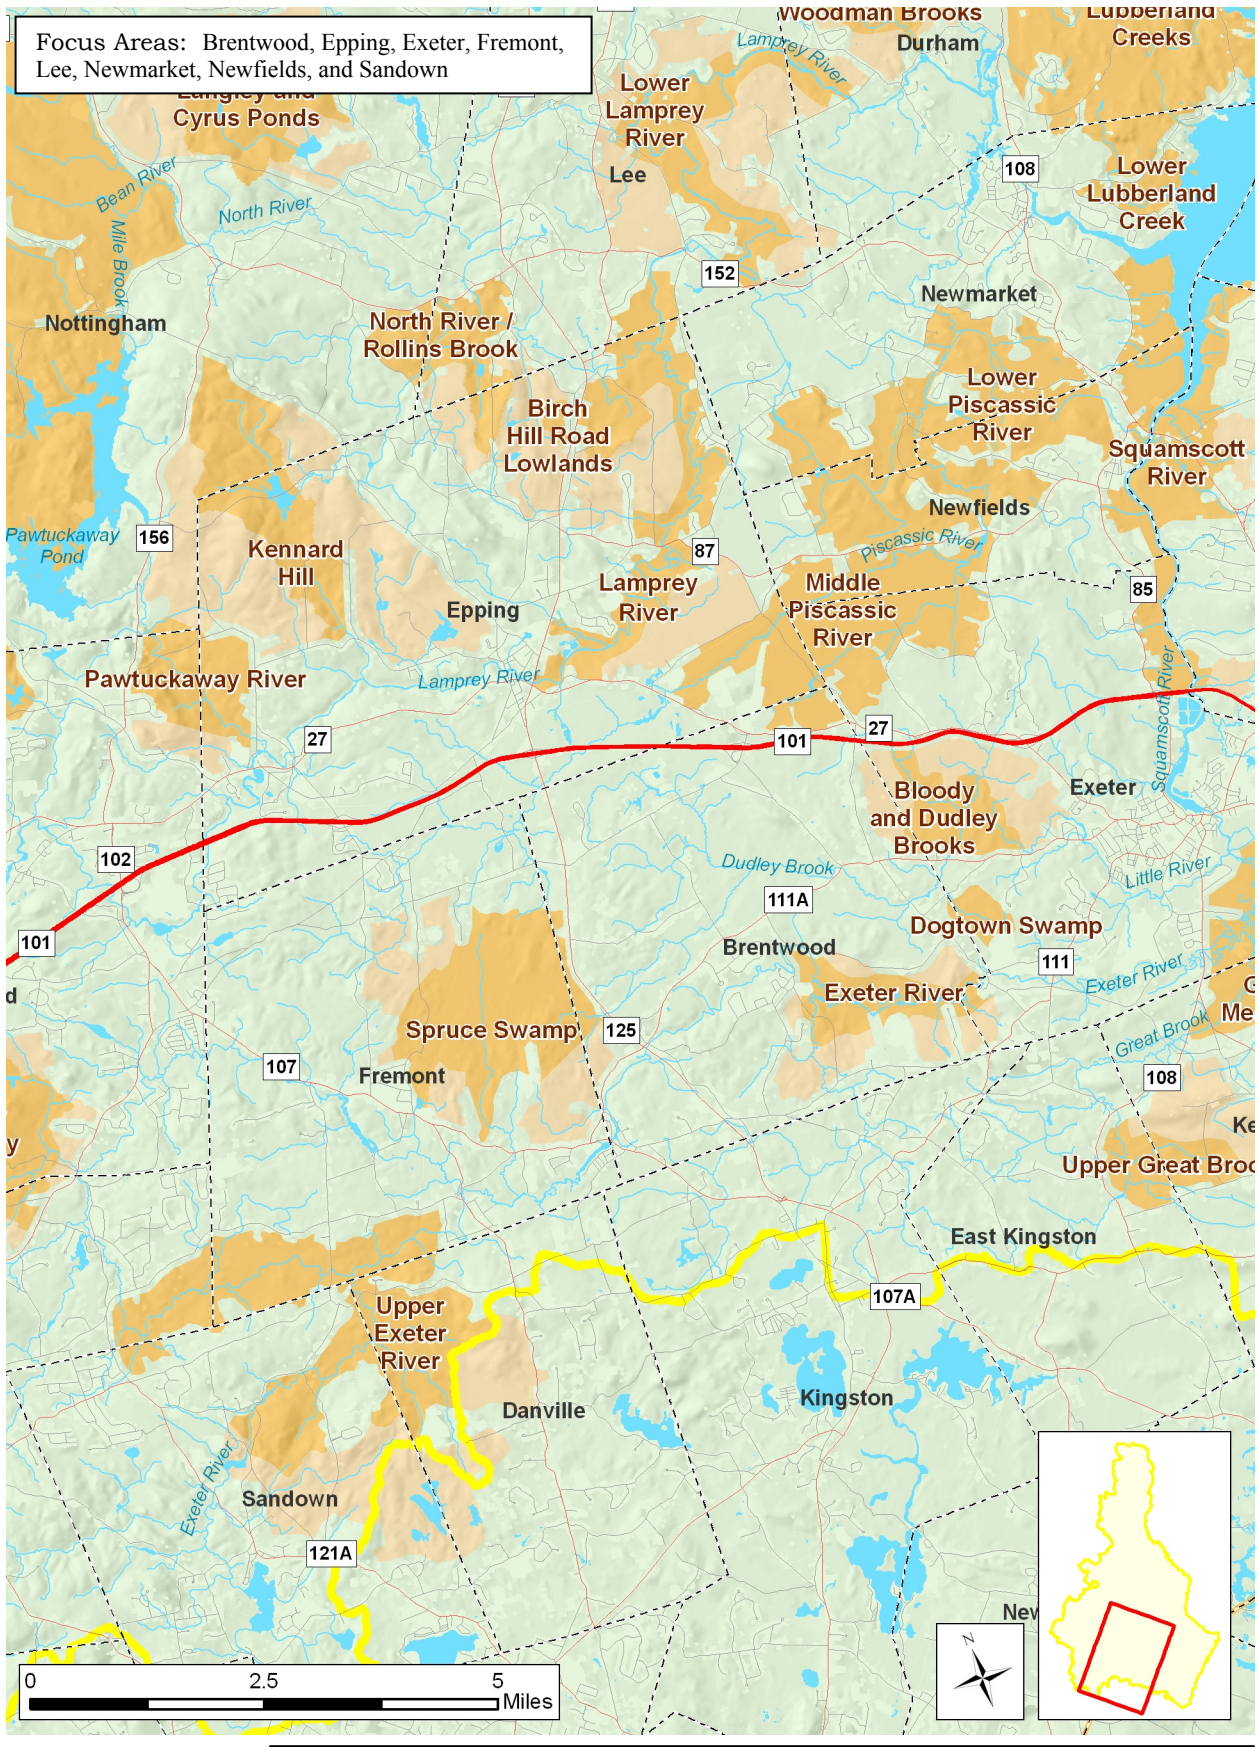 Focus Areas: Brentwood, Epping, Exeter, Fremont,
Lee, Newmarket, Newfields, and Sandown
Woodman Brooks
Lubberland
Creeks
Durham
Lamprey River
Langley and
Cyrus Ponds
Lower
Lamprey
River
Lee
108
Lower
Lubberland
Creek
Bean River
North River
Mile Brook
152
Newmarket
Nottingham
North River /
Rollins Brook
Lower
Piscassic
River
Birch
Hill Road
Lowlands
Squamscott
River
Newfields
Pawtuckaway
Pond
156
Kennard
Hill
87
Piscassic River
Lamprey
River
Middle
Piscassic
River
85
Epping
Pawtuckaway River
Lamprey River
Squamscott River
27
101
27
Bloody
and Dudley
Brooks
Exeter
102
Dudley Brook
Little River
111A
101
Brentwood
Dogtown Swamp
111
Exeter River
d
Exeter River
G
Me
Spruce Swamp
125
Great Brook
107
Fremont
108
Ke
y
Upper Great Broo
East Kingston
107A
Upper
Exeter
River
Danville
Kingston
Exeter River
Sandown
121A
New
N
0 2.5 5
Miles